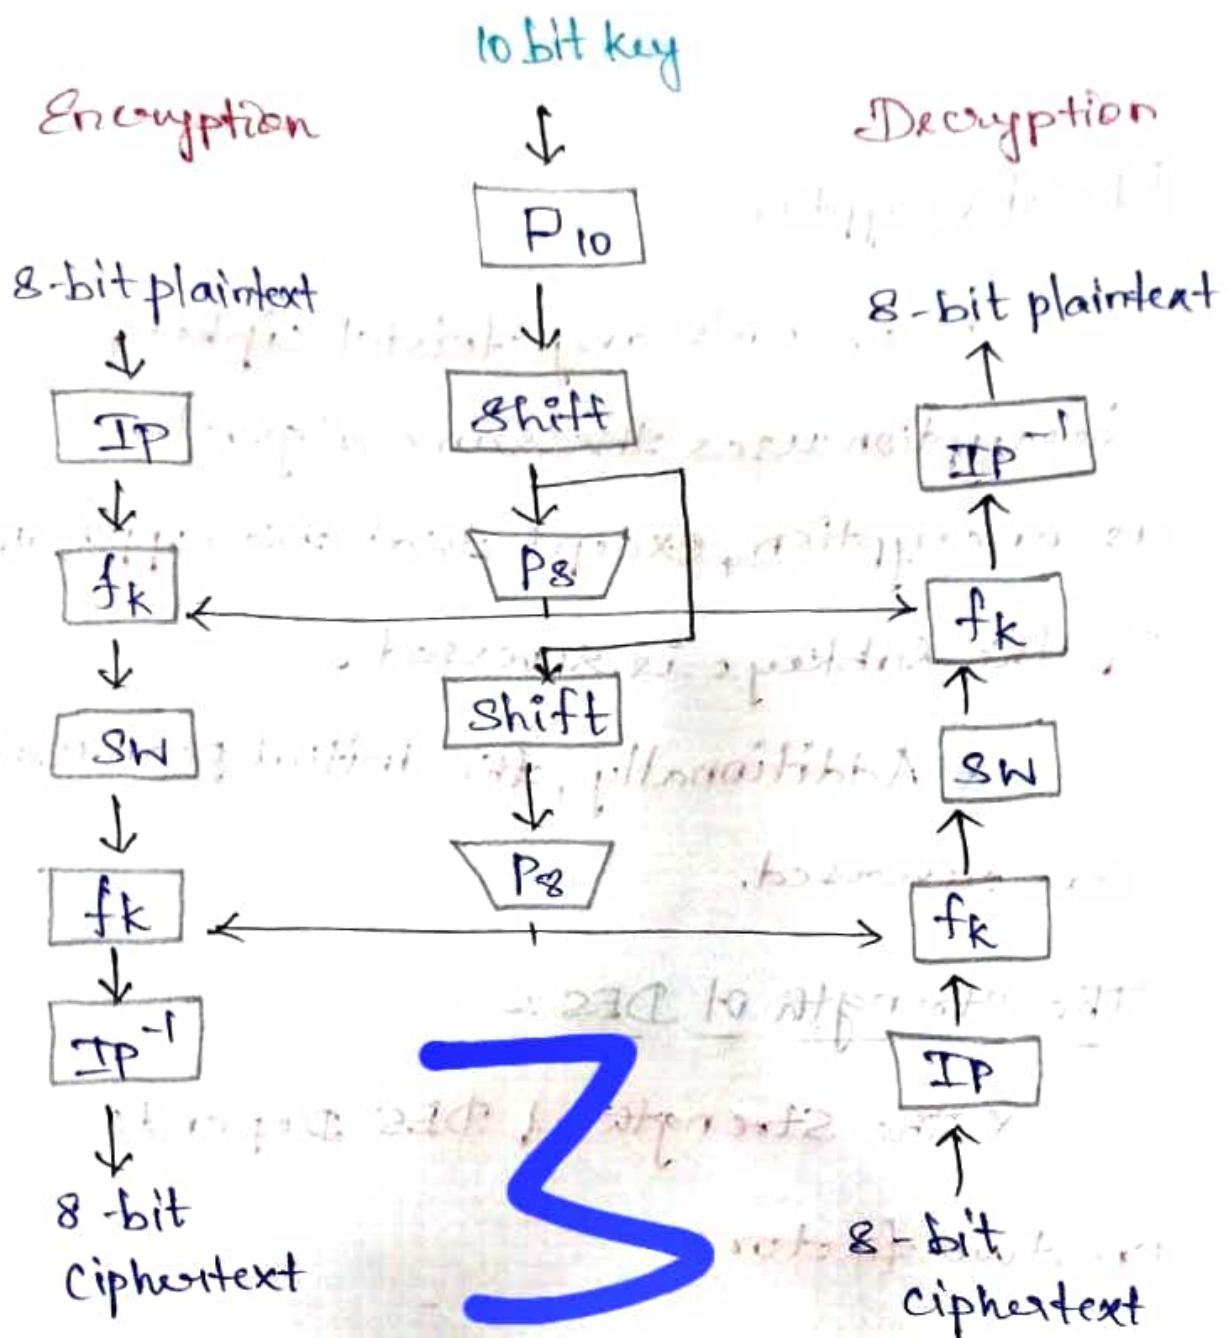 10 bit key
Encryption
Decryption
P10
8-bit plaintext
8-bit plaintext
Shift
IP
IP⁻¹
P8
fk
fk
Shift
SW
SW
P8
fk
fk
IP⁻¹
IP
3
8-bit
ciphertext
8-bit
ciphertext